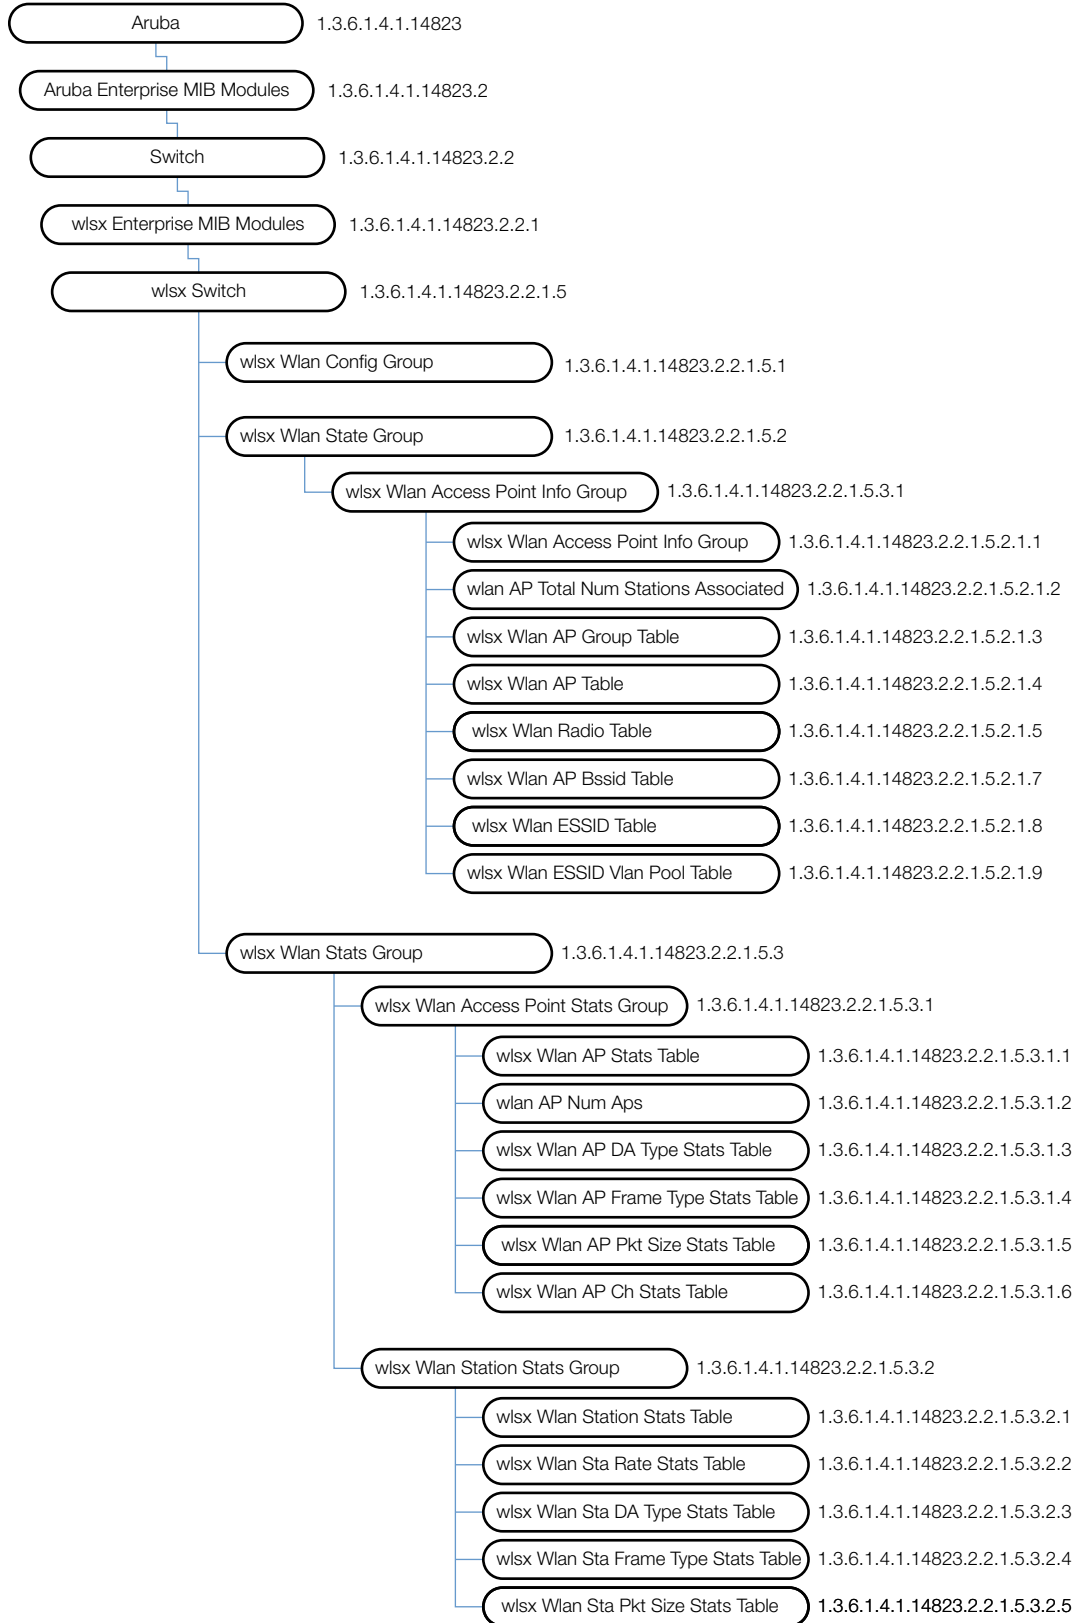 Aruba 1.3.6.1.4.1.14823
Aruba Enterprise MIB Modules 1.3.6.1.4.1.14823.2
Switch 1.3.6.1.4.1.14823.2.2
wlsx Enterprise MIB Modules 1.3.6.1.4.1.14823.2.2.1
wlsx Switch 1.3.6.1.4.1.14823.2.2.1.5
wlsx Wlan Config Group 1.3.6.1.4.1.14823.2.2.1.5.1
wlsx Wlan State Group 1.3.6.1.4.1.14823.2.2.1.5.2
wlsx Wlan Access Point Info Group 1.3.6.1.4.1.14823.2.2.1.5.3.1
wlsx Wlan Access Point Info Group 1.3.6.1.4.1.14823.2.2.1.5.2.1.1
wlan AP Total Num Stations Associated 1.3.6.1.4.1.14823.2.2.1.5.2.1.2
wlsx Wlan AP Group Table 1.3.6.1.4.1.14823.2.2.1.5.2.1.3
wlsx Wlan AP Table 1.3.6.1.4.1.14823.2.2.1.5.2.1.4
wlsx Wlan Radio Table 1.3.6.1.4.1.14823.2.2.1.5.2.1.5
wlsx Wlan AP Bssid Table 1.3.6.1.4.1.14823.2.2.1.5.2.1.7
wlsx Wlan ESSID Table 1.3.6.1.4.1.14823.2.2.1.5.2.1.8
wlsx Wlan ESSID Vlan Pool Table 1.3.6.1.4.1.14823.2.2.1.5.2.1.9
wlsx Wlan Stats Group 1.3.6.1.4.1.14823.2.2.1.5.3
wlsx Wlan Access Point Stats Group 1.3.6.1.4.1.14823.2.2.1.5.3.1
wlsx Wlan AP Stats Table 1.3.6.1.4.1.14823.2.2.1.5.3.1.1
wlan AP Num Aps 1.3.6.1.4.1.14823.2.2.1.5.3.1.2
wlsx Wlan AP DA Type Stats Table 1.3.6.1.4.1.14823.2.2.1.5.3.1.3
wlsx Wlan AP Frame Type Stats Table 1.3.6.1.4.1.14823.2.2.1.5.3.1.4
wlsx Wlan AP Pkt Size Stats Table 1.3.6.1.4.1.14823.2.2.1.5.3.1.5
wlsx Wlan AP Ch Stats Table 1.3.6.1.4.1.14823.2.2.1.5.3.1.6
wlsx Wlan Station Stats Group 1.3.6.1.4.1.14823.2.2.1.5.3.2
wlsx Wlan Station Stats Table 1.3.6.1.4.1.14823.2.2.1.5.3.2.1
wlsx Wlan Sta Rate Stats Table 1.3.6.1.4.1.14823.2.2.1.5.3.2.2
wlsx Wlan Sta DA Type Stats Table 1.3.6.1.4.1.14823.2.2.1.5.3.2.3
wlsx Wlan Sta Frame Type Stats Table 1.3.6.1.4.1.14823.2.2.1.5.3.2.4
wlsx Wlan Sta Pkt Size Stats Table 1.3.6.1.4.1.14823.2.2.1.5.3.2.5